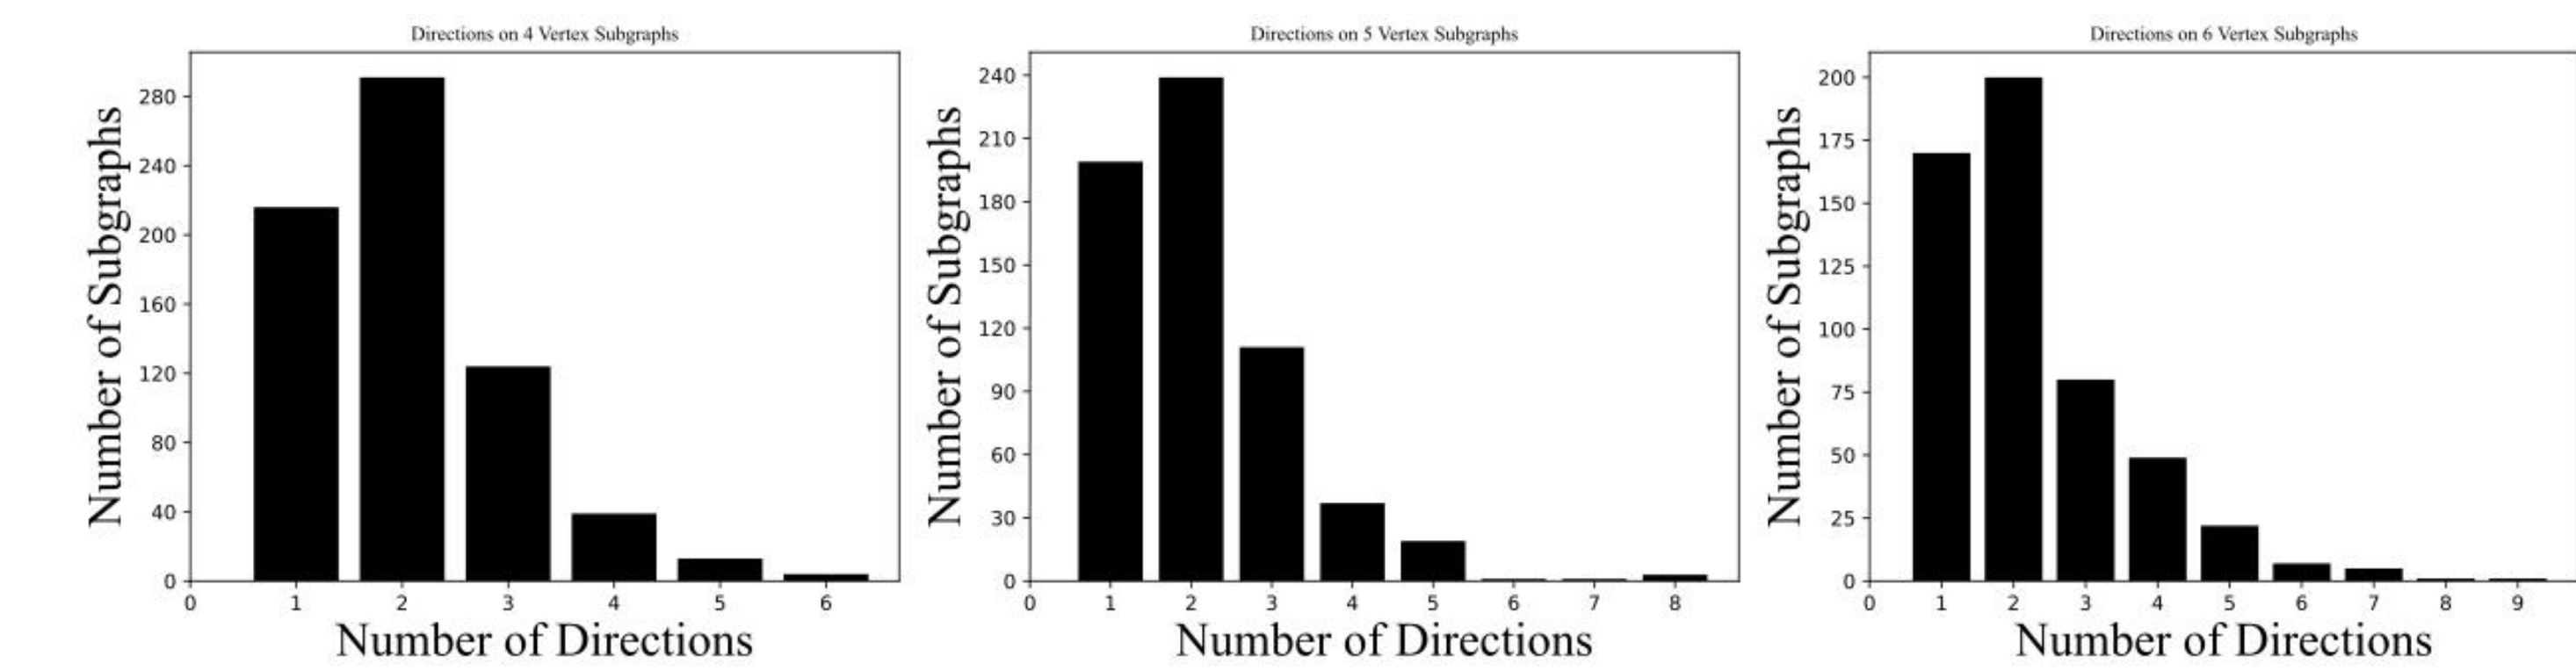 Directions on 4 Vertex Subgraphs
Number of Subgraphs
280
240
200
160
120
80
40
0
0 1 2 3 4 5 6
Number of Directions
Directions on 5 Vertex Subgraphs
Number of Subgraphs
240
210
180
150
120
90
60
30
0
0 1 2 3 4 5 6 7 8
Number of Directions
Directions on 6 Vertex Subgraphs
Number of Subgraphs
200
175
150
125
100
75
50
25
0
0 1 2 3 4 5 6 7 8 9
Number of Directions